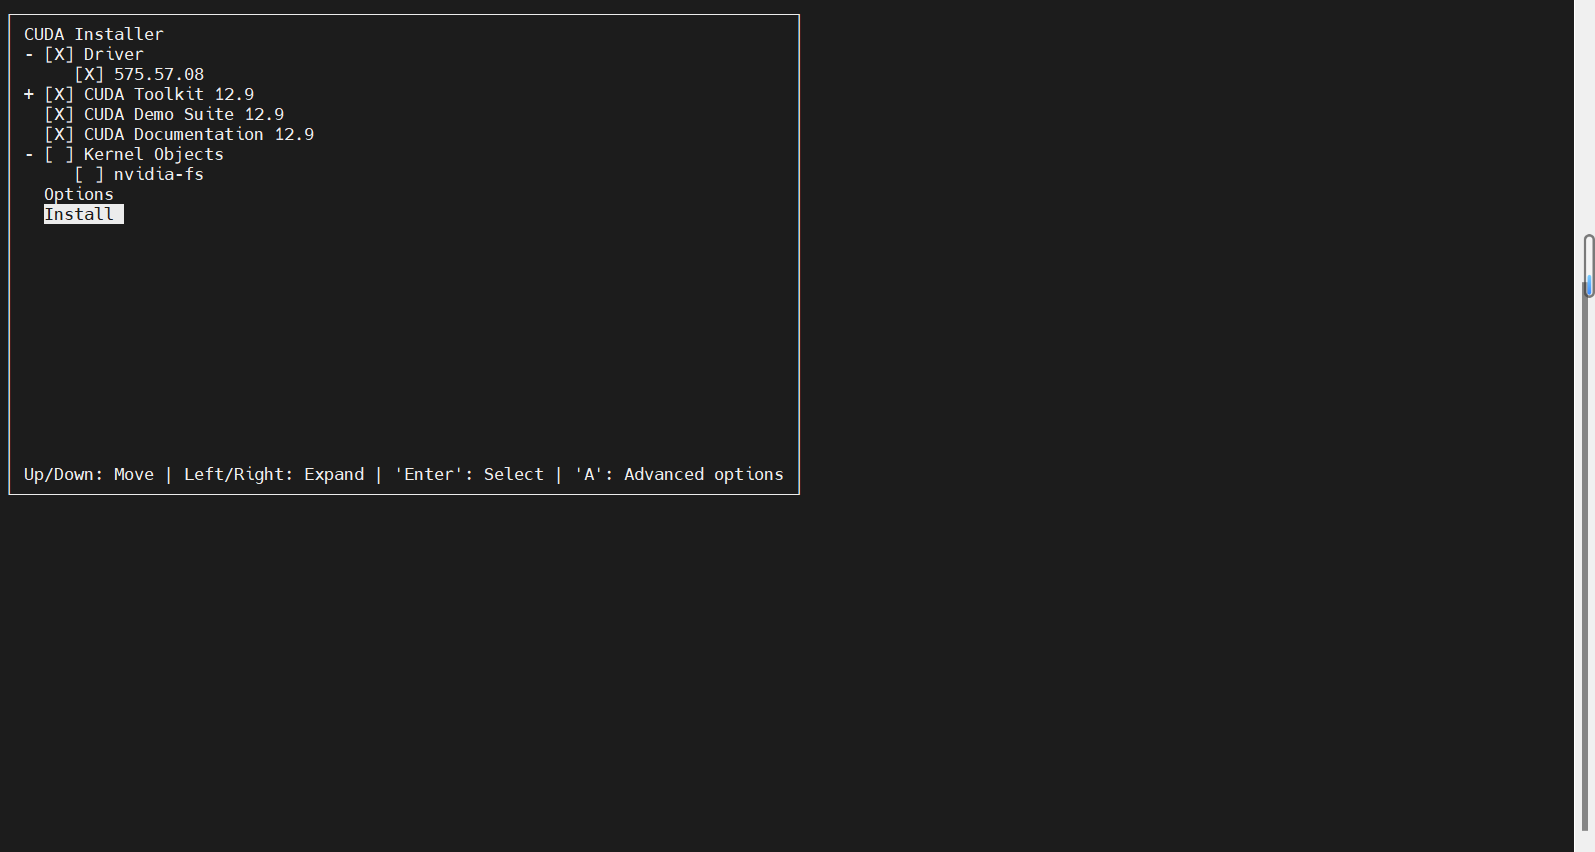 CUDA Installer
- [X] Driver
[X] 575.57.08
+ [X] CUDA Toolkit 12.9
[X] CUDA Demo Suite 12.9
[X] CUDA Documentation 12.9
- [ ] Kernel Objects
[ ] nvidia-fs
Options
Install
Up/Down: Move | Left/Right: Expand | 'Enter': Select | 'A': Advanced options